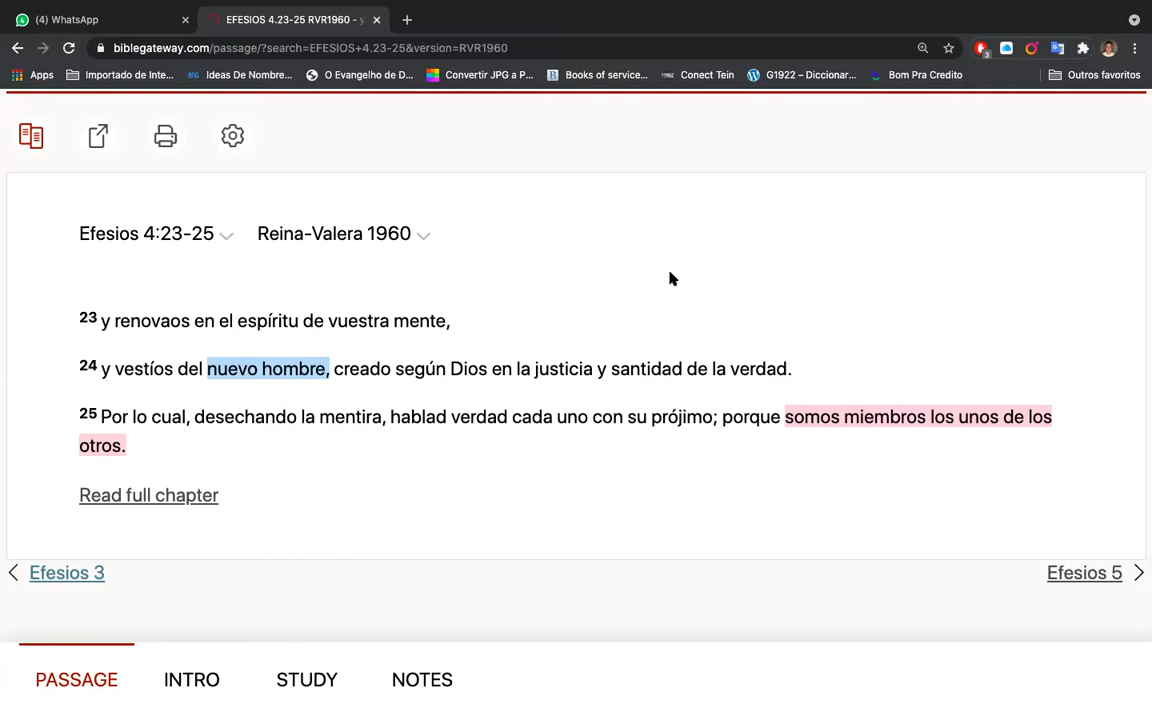 (4) WhatsApp
EFESIOS 4.23-25 RVR1960 -
biblegateway.com/passage/?search=EFESIOS+4.23-25&version=RVR1960
3
Apps Importado de Inte... Ideas De Nombre... O Evangelho de D... Convertir JPG a P... Books of service... Conect Tein G1922 – Diccionar... Bom Pra Credito Outros favoritos
Efesios 4:23-25 Reina-Valera 1960
23 y renovaos en el espíritu de vuestra mente,
24 y vestíos del nuevo hombre, creado según Dios en la justicia y santidad de la verdad.
25 Por lo cual, desechando la mentira, hablad verdad cada uno con su prójimo; porque somos miembros los unos de los
otros.
Read full chapter
Efesios 3 Efesios 5
PASSAGE INTRO STUDY NOTES